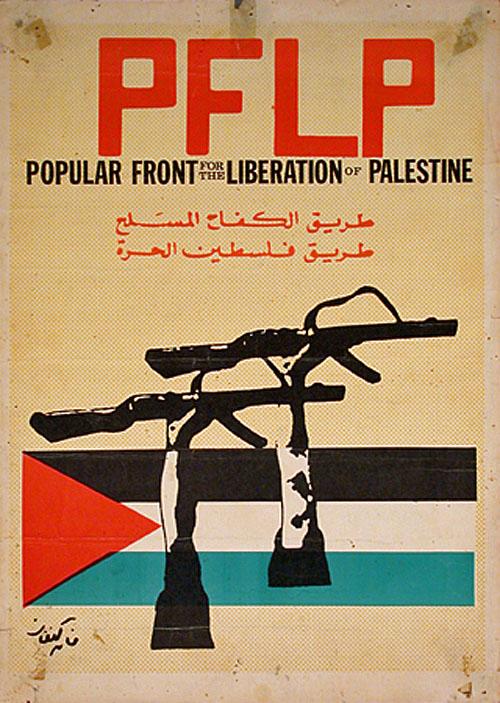 PFLP
POPULAR FRONT FOR THE LIBERATION OF PALESTINE
طريق الكفاح المسلح
طريق فلسطين الحرة